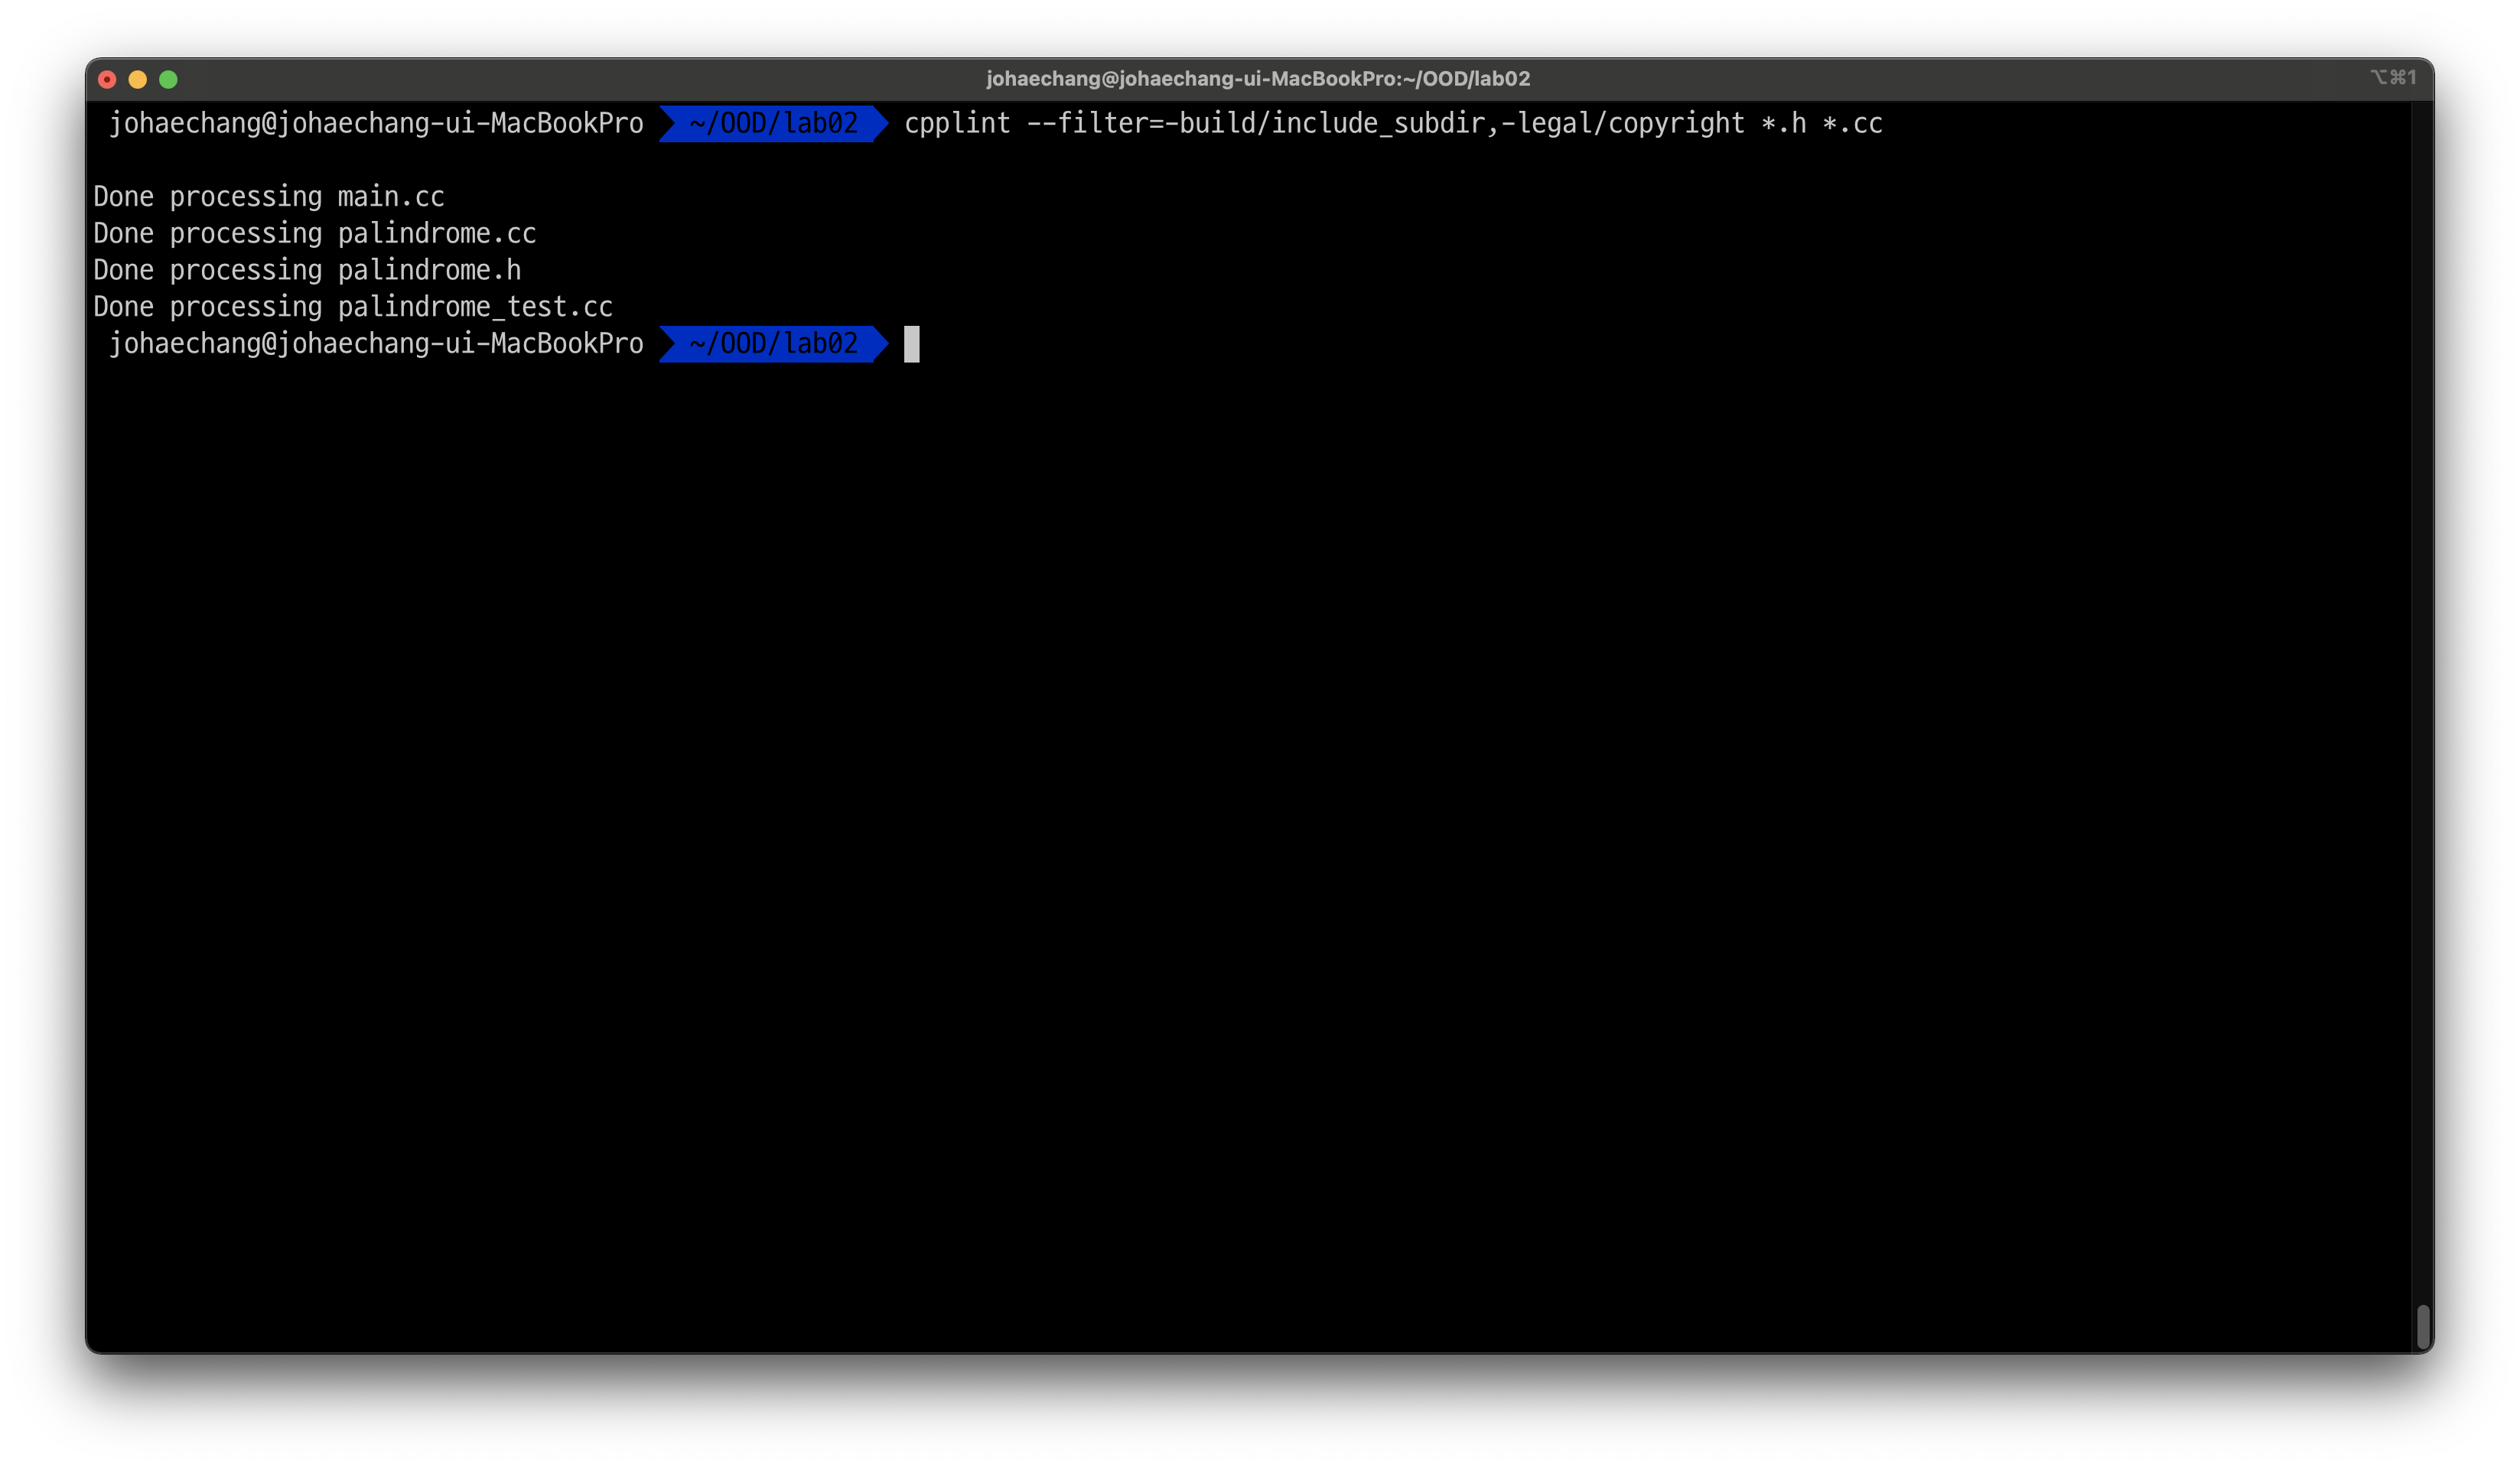 johaechang@johaechang-ui-MacBookPro:~/OOD/lab02
⌥⌘1
johaechang@johaechang-ui-MacBookPro ~/OOD/lab02 cpplint --filter=-build/include_subdir,-legal/copyright *.h *.cc
Done processing main.cc
Done processing palindrome.cc
Done processing palindrome.h
Done processing palindrome_test.cc
johaechang@johaechang-ui-MacBookPro ~/OOD/lab02